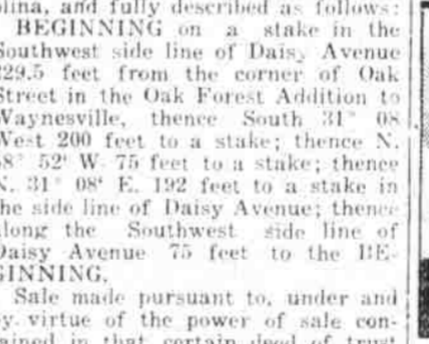 olina, and fully described as follows:
BEGINNING on a stake in the
Southwest side line of Daisy Avenue
229.5 feet from the corner of Oak
Street in the Oak Forest Addition to
Waynesville, thence South 31° 08
West 200 feet to a stake; thence N.
58° 52' W. 75 feet to a stake; thence
N. 31° 08' E. 192 feet to a stake in
the side line of Daisy Avenue; thence
along the Southwest side line of
Daisy Avenue 75 feet to the BE-
GINNING.
Sale made pursuant to, under and
by virtue of the power of sale con-
tained in that certain deed of trust